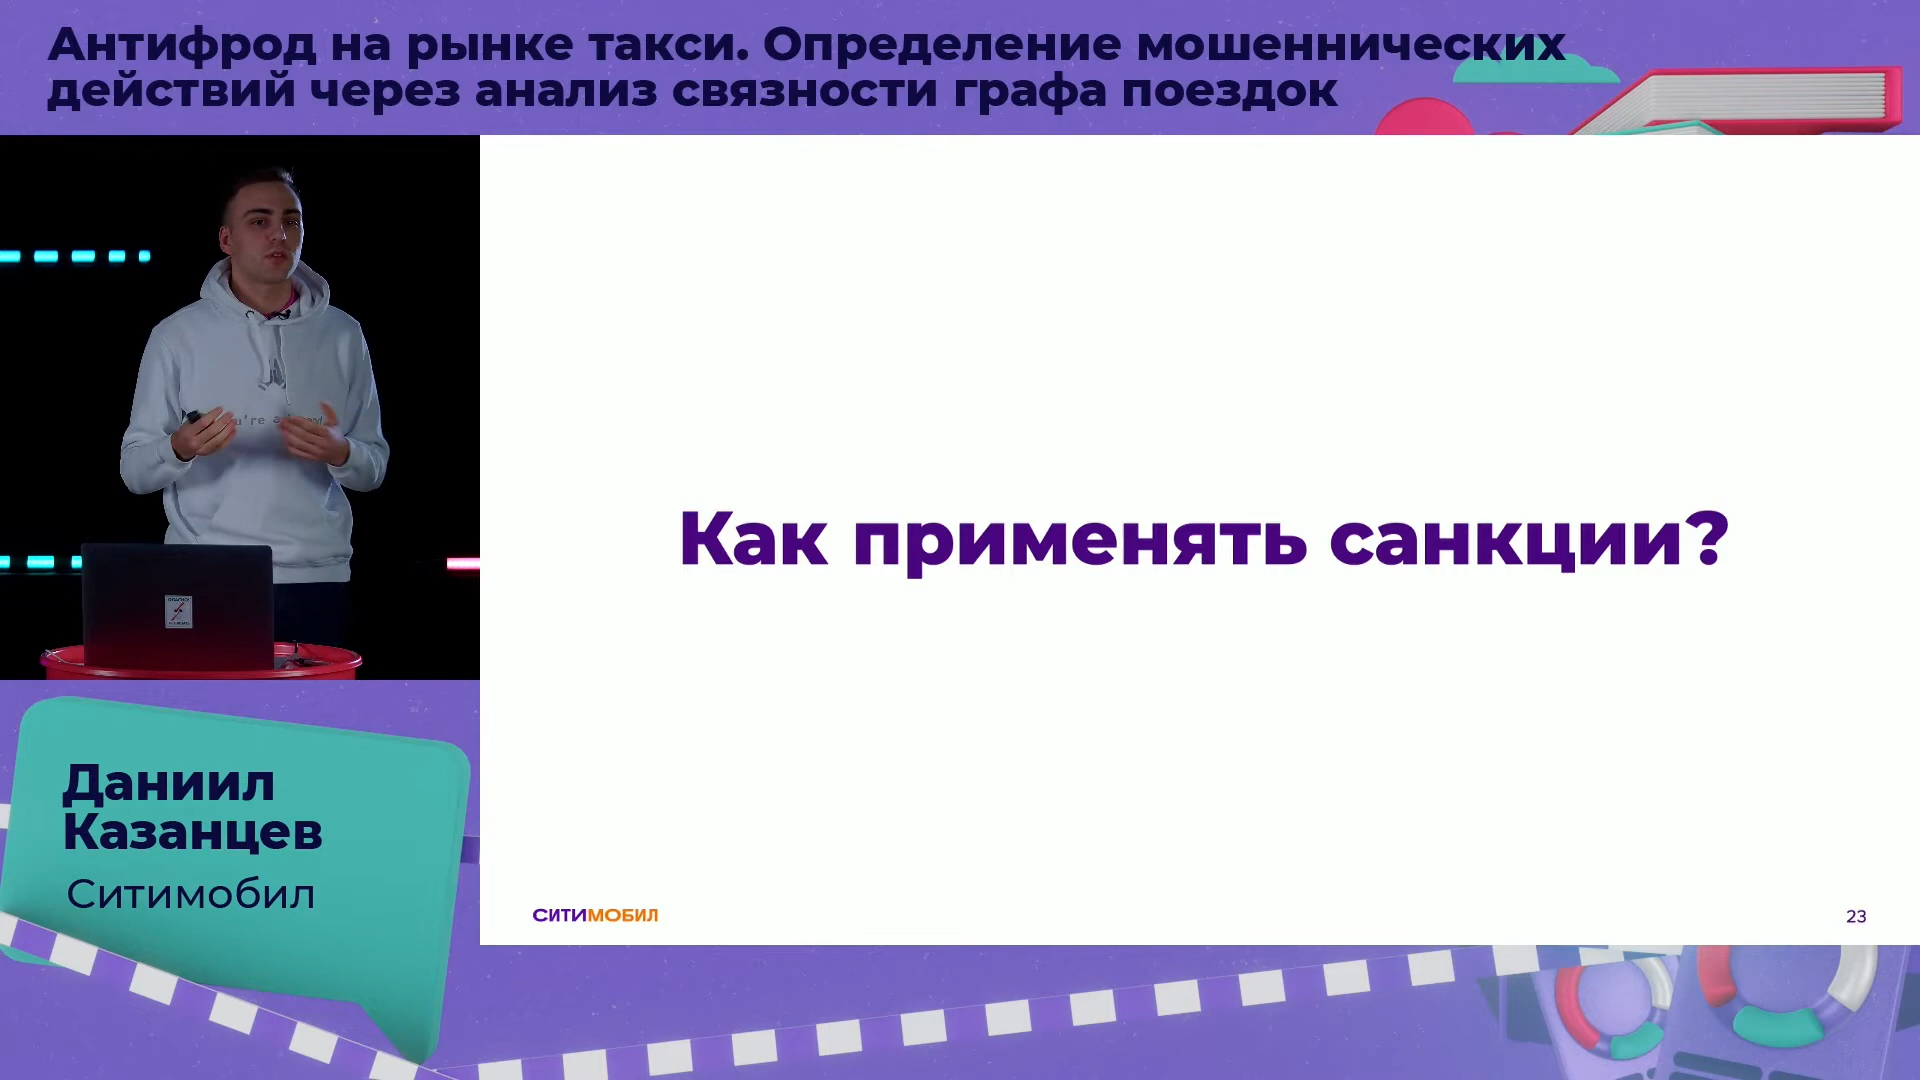 Антифрод на рынке такси. Определение мошеннических
действий через анализ связности графа поездок
Как применять санкции?
Даниил
Казанцев
Ситимобил
СИТИМОБИЛ
23